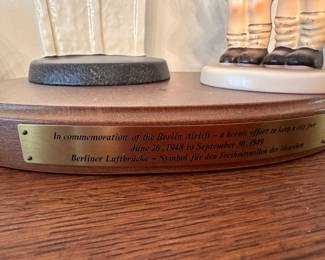 In commemoration of the Berlin Airlift – a heroic effort to keep a city free
June 26, 1948 to September 30, 1949
Berliner Luftbrücke – Symbol für den Freiheitswillen der Menschen